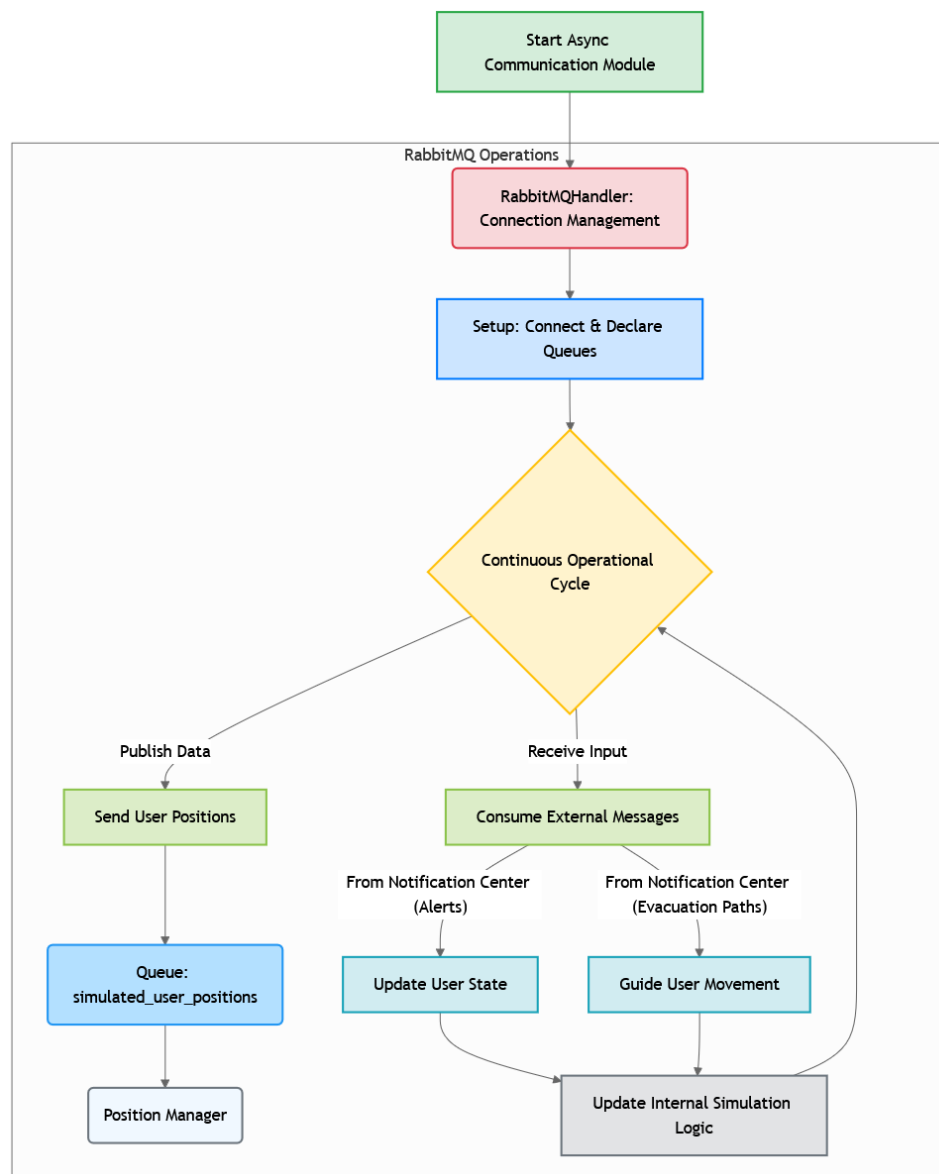 Start Async
Communication Module
RabbitMQ Operations
RabbitMQHandler:
Connection Management
Setup: Connect & Declare
Queues
Continuous Operational
Cycle
Publish Data
Receive Input
Send User Positions
Consume External Messages
From Notification Center
(Alerts)
From Notification Center
(Evacuation Paths)
Queue:
simulated_user_positions
Update User State
Guide User Movement
Position Manager
Update Internal Simulation
Logic